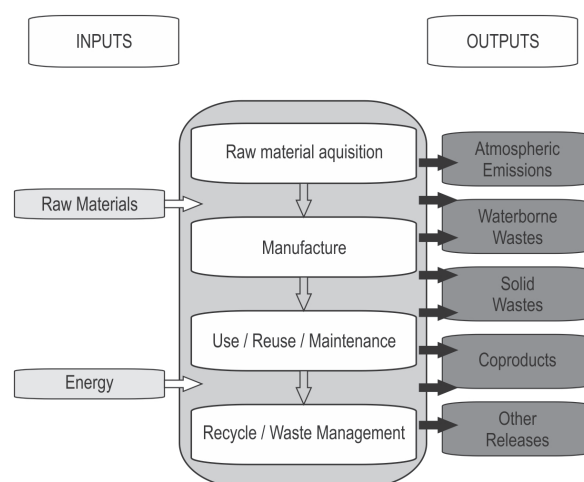 INPUTS
OUTPUTS
Raw material aquisition
Atmospheric
Emissions
Raw Materials
Waterborne
Wastes
Manufacture
Solid
Wastes
Use / Reuse / Maintenance
Coproducts
Energy
Recycle / Waste Management
Other
Releases